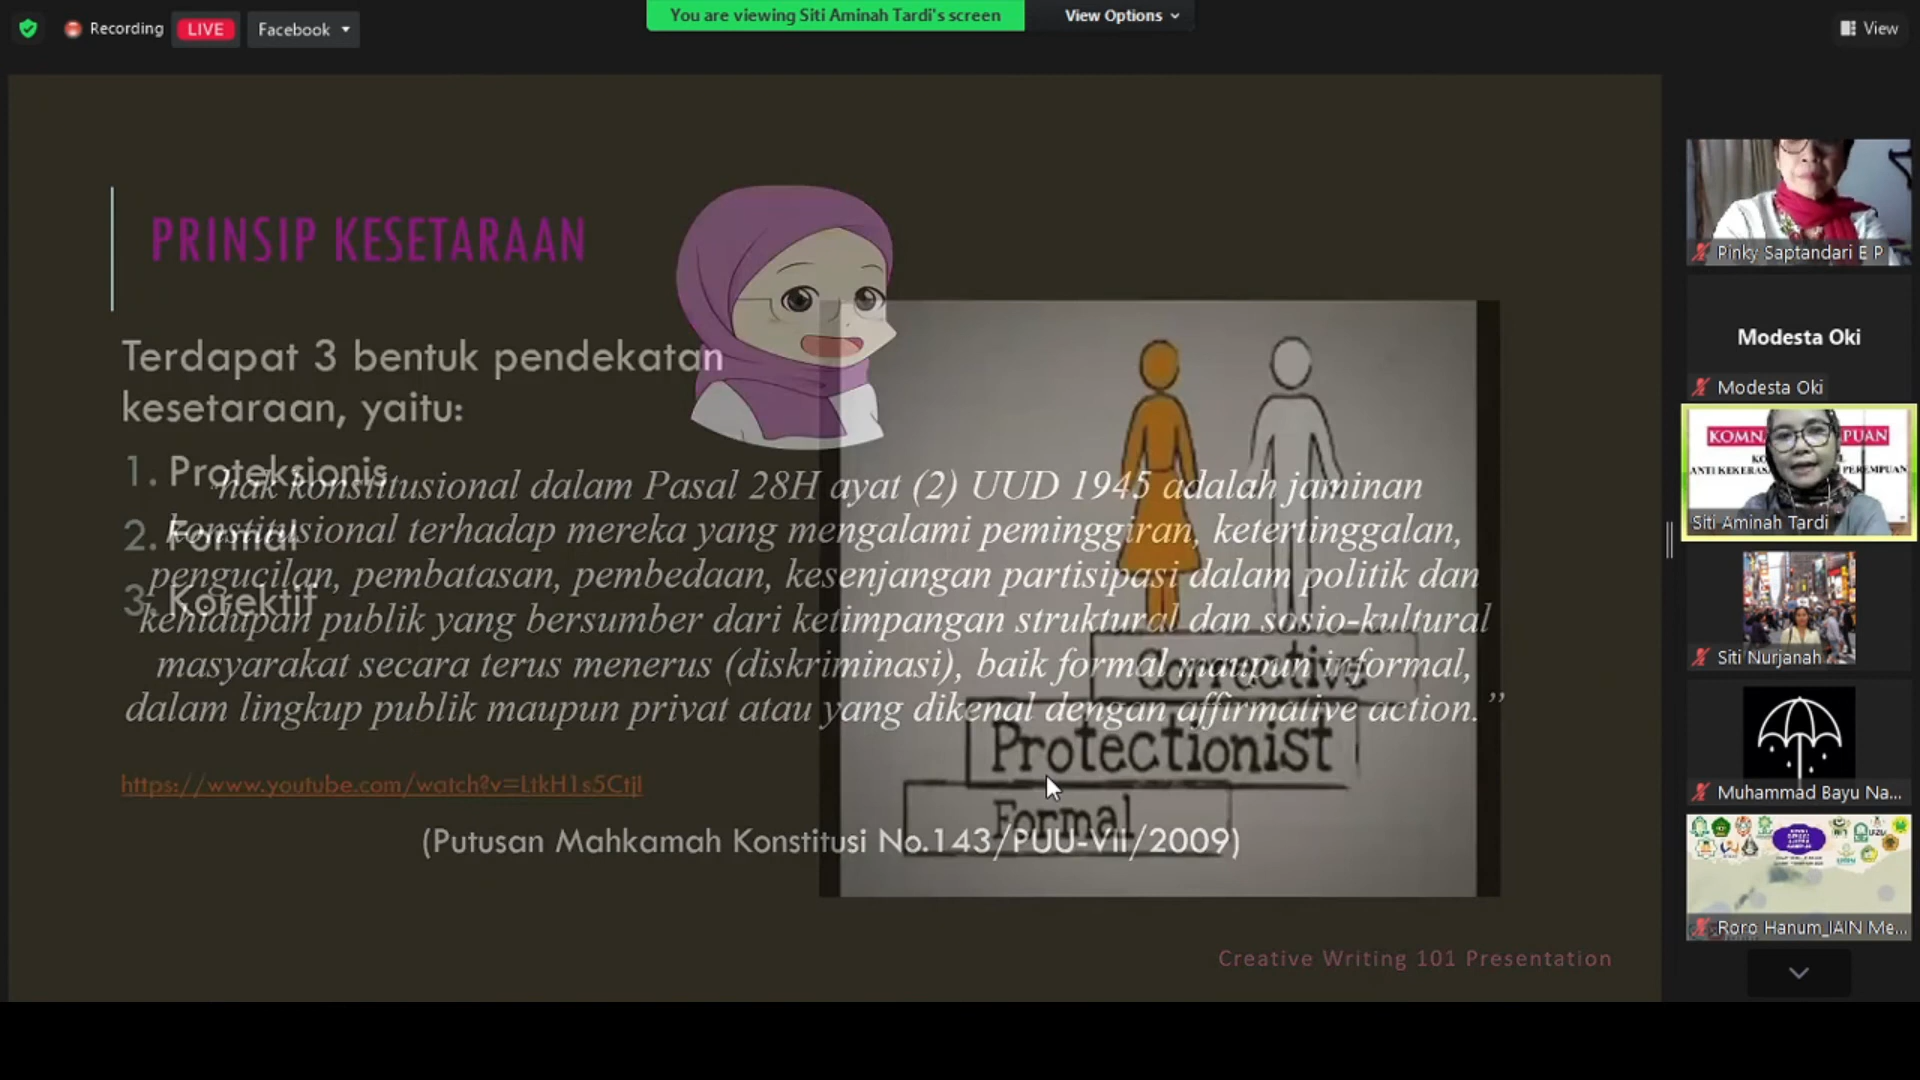 Recording
LIVE
Facebook
You are viewing Siti Aminah Tardi's screen
View Options
View
PRINSIP KESETARAAN
Terdapat 3 bentuk pendekatan
kesetaraan, yaitu:
1. Proteksionis
2. Formal
3. Korektif
"hak konstitusional dalam Pasal 28H ayat (2) UUD 1945 adalah jaminan
konstitusional terhadap mereka yang mengalami peminggiran, ketertinggalan,
pengucilan, pembatasan, pembedaan, kesenjangan partisipasi dalam politik dan
kehidupan publik yang bersumber dari ketimpangan struktural dan sosio-kultural
masyarakat secara terus menerus (diskriminasi), baik formal maupun informal,
dalam lingkup publik maupun privat atau yang dikenal dengan affirmative action.”
https://www.youtube.com/watch?v=LtkH1s5CtjI
(Putusan Mahkamah Konstitusi No.143/PUU-VII/2009)
Corrective
Protectionist
Formal
Creative Writing 101 Presentation
Pinky Saptandari E P
Modesta Oki
Modesta Oki
Siti Aminah Tardi
Siti Nurjanah
Muhammad Bayu Na...
Roro Hanum_IAIN Me...